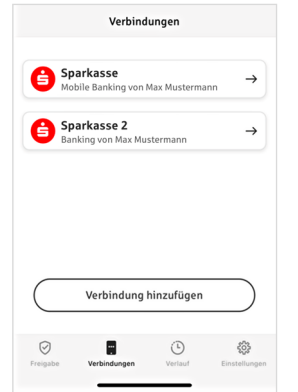 Verbindungen
Sparkasse
Mobile Banking von Max Mustermann
Sparkasse 2
Banking von Max Mustermann
Verbindung hinzufügen
Freigabe Verbindungen Verlauf Einstellungen